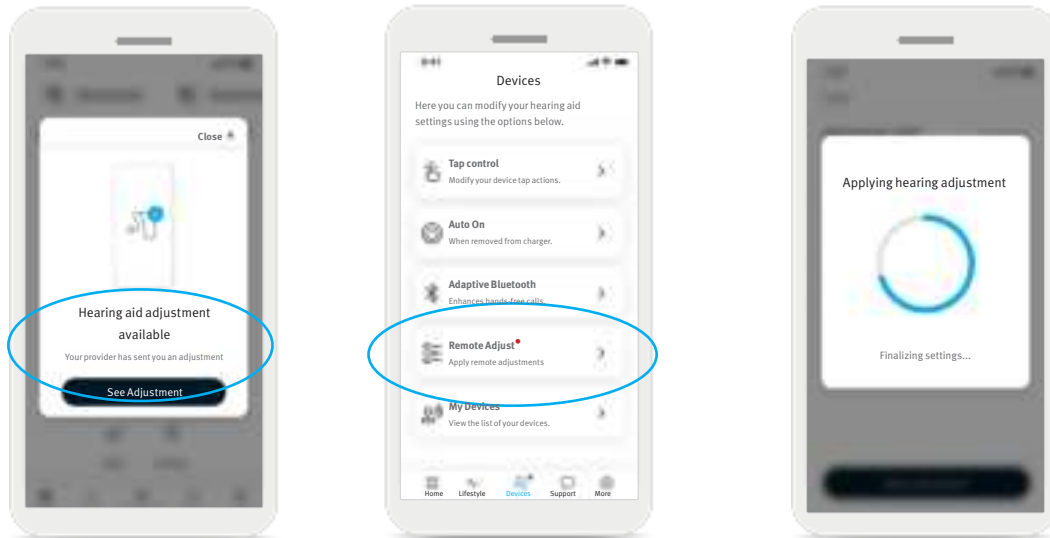 Close
Hearing aid adjustment
available
Your provider has sent you an adjustment
See Adjustment
Devices
Here you can modify your hearing aid
settings using the options below.
Tap control
Modify your device tap actions.
Auto On
When removed from charger.
Adaptive Bluetooth
Enhances hands-free calls.
Remote Adjust
Apply remote adjustments
My Devices
View the list of your devices.
Home Lifestyle Devices Support More
Applying hearing adjustment
Finalizing settings...